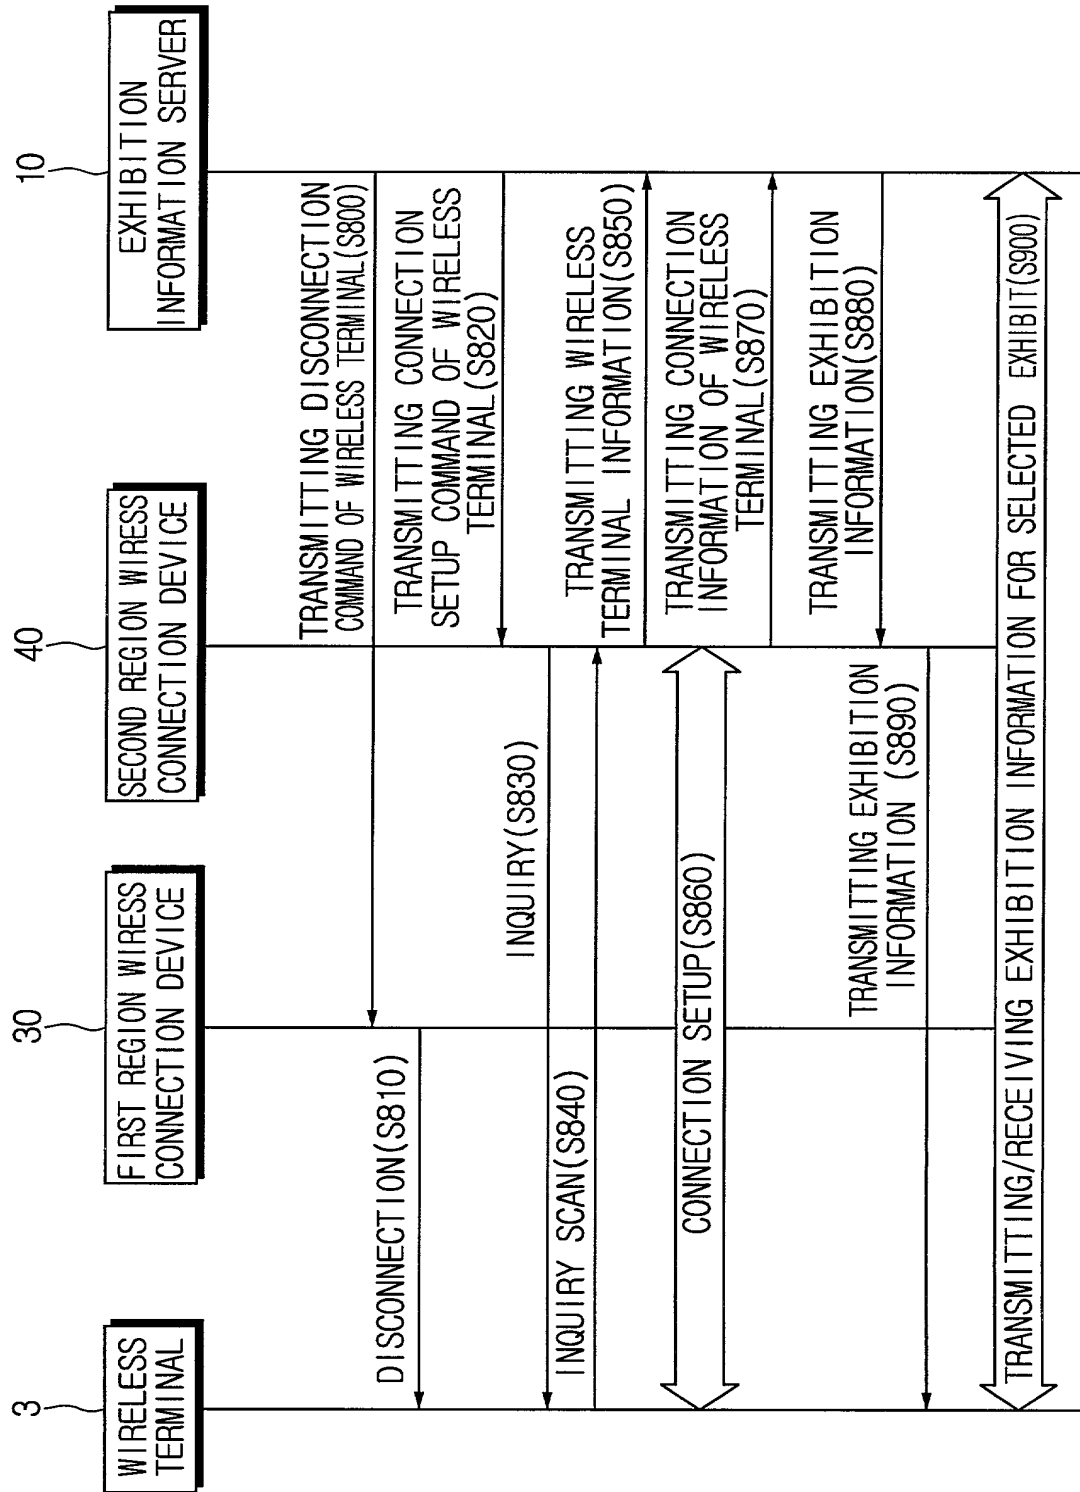 3
WIRELESS
TERMINAL
30
FIRST REGION WIRESS
CONNECTION DEVICE
40
SECOND REGION WIRESS
CONNECTION DEVICE
10
EXHIBITION
INFORMATION SERVER
TRANSMITTING DISCONNECTION
COMMAND OF WIRELESS TERMINAL(S800)
DISCONNECTION(S810)
TRANSMITTING CONNECTION
SETUP COMMAND OF WIRELESS
TERMINAL(S820)
INQUIRY(S830)
INQUIRY SCAN(S840)
TRANSMITTING WIRELESS
TERMINAL INFORMATION(S850)
CONNECTION SETUP(S860)
TRANSMITTING CONNECTION
INFORMATION OF WIRELESS
TERMINAL(S870)
TRANSMITTING EXHIBITION
INFORMATION(S880)
TRANSMITTING EXHIBITION
INFORMATION (S890)
TRANSMITTING/RECEIVING EXHIBITION INFORMATION FOR SELECTED EXHIBIT(S900)